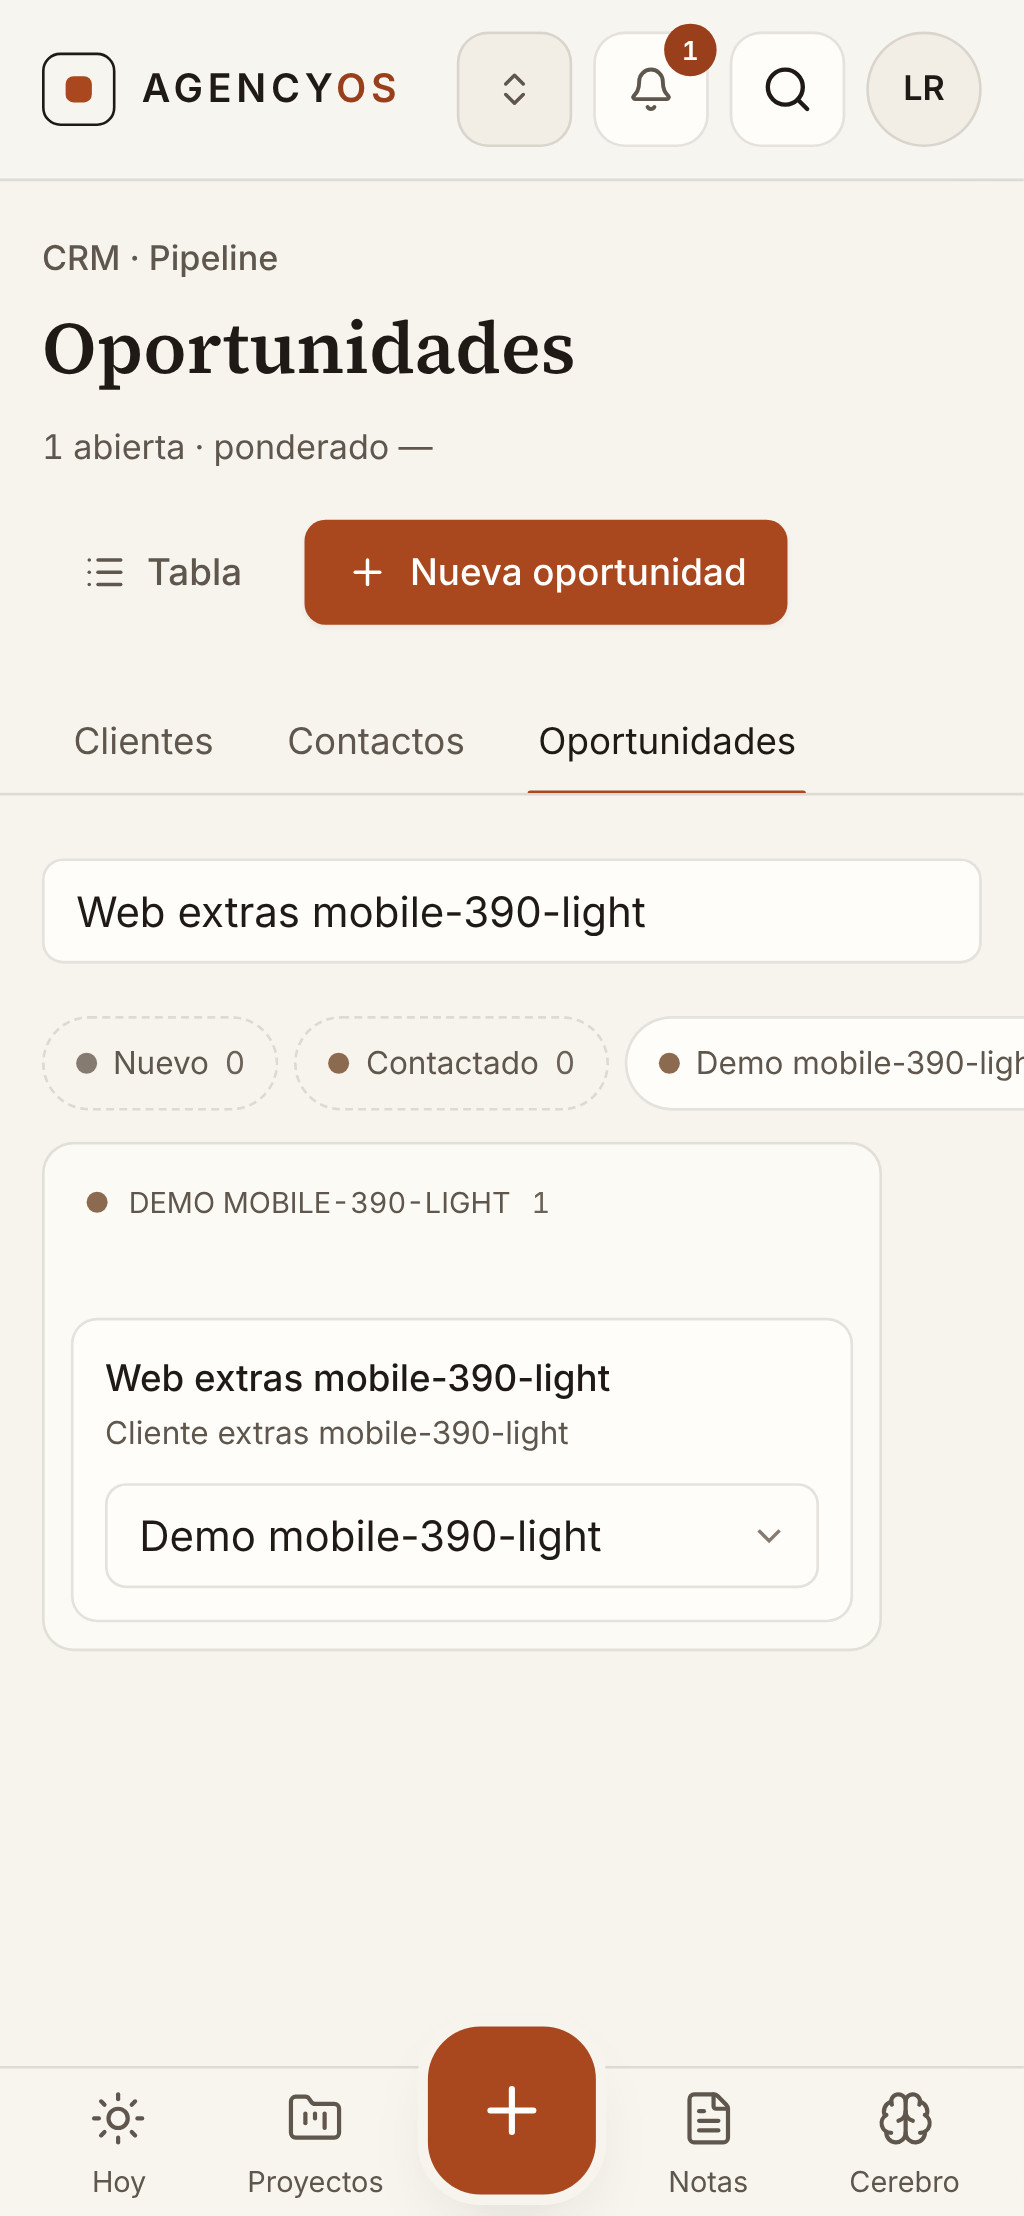 AGENCYOS
1
LR
CRM · Pipeline
Oportunidades
1 abierta · ponderado —
Tabla
Nueva oportunidad
Clientes
Contactos
Oportunidades
Web extras mobile-390-light
Nuevo 0
Contactado 0
Demo mobile-390-ligh
DEMO MOBILE-390-LIGHT 1
Web extras mobile-390-light
Cliente extras mobile-390-light
Demo mobile-390-light
Hoy
Proyectos
Notas
Cerebro